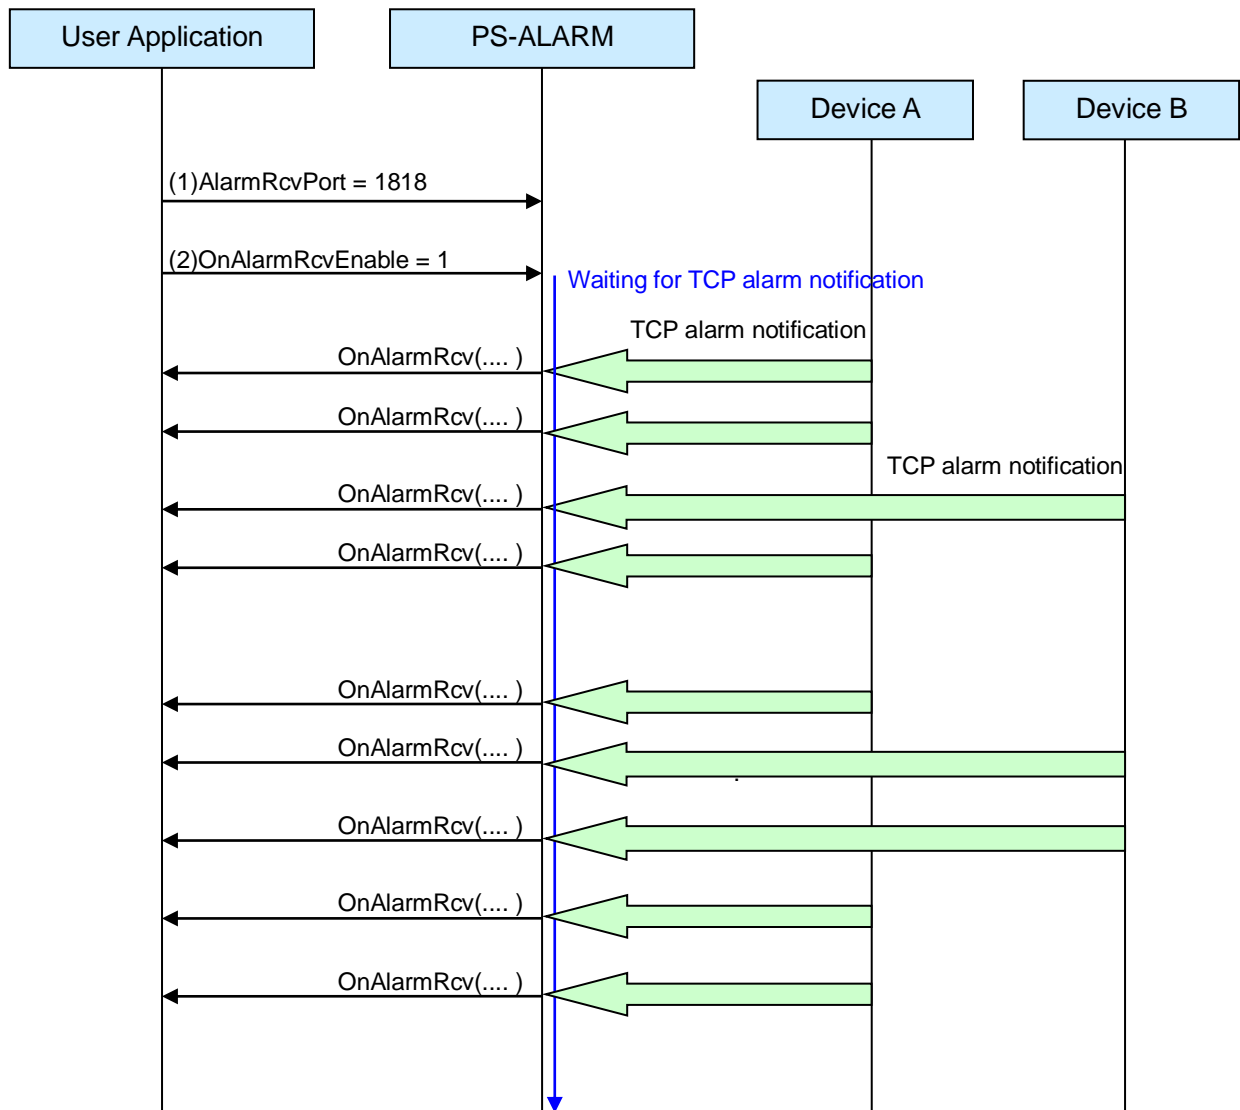 User Application
PS-ALARM
Device A
Device B
(1)AlarmRcvPort = 1818
(2)OnAlarmRcvEnable = 1
Waiting for TCP alarm notification
TCP alarm notification
OnAlarmRcv(.... )
OnAlarmRcv(.... )
TCP alarm notification
OnAlarmRcv(.... )
OnAlarmRcv(.... )
OnAlarmRcv(.... )
OnAlarmRcv(.... )
OnAlarmRcv(.... )
OnAlarmRcv(.... )
OnAlarmRcv(.... )